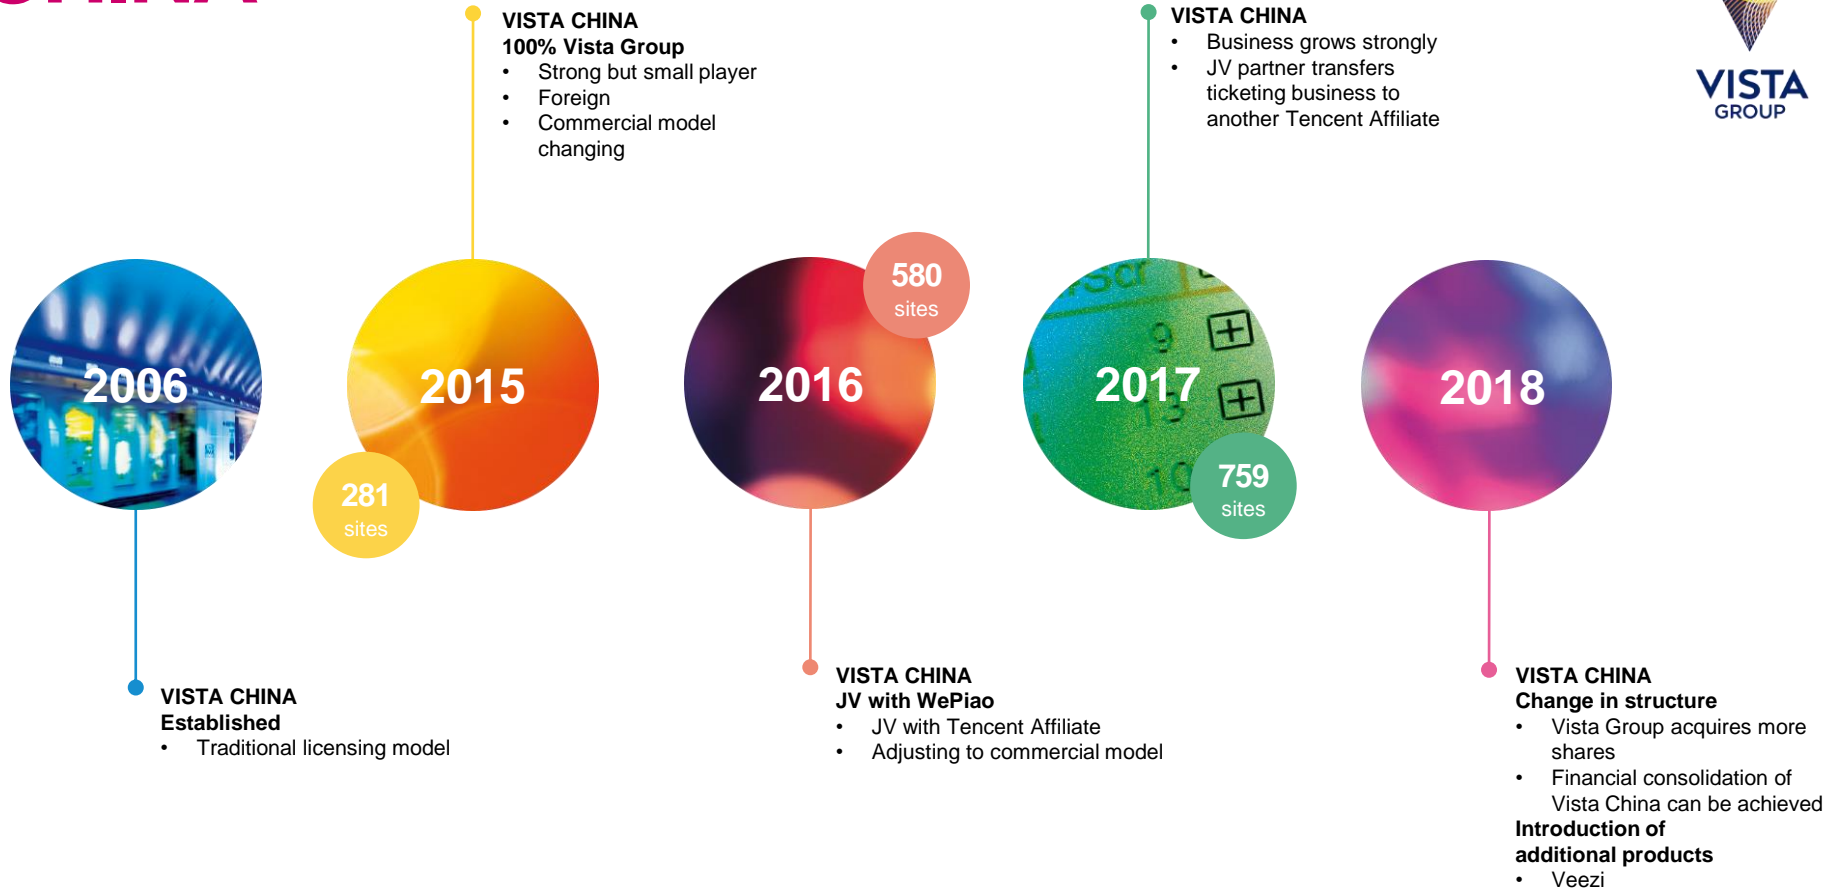 CHINA
VISTA CHINA
100% Vista Group
• Strong but small player
• Foreign
• Commercial model
changing
VISTA CHINA
• Business grows strongly
• JV partner transfers
ticketing business to
another Tencent Affiliate
VISTA
GROUP
2006
2015
281
sites
2016
580
sites
2017
9
13
10
759
sites
2018
VISTA CHINA
Established
• Traditional licensing model
VISTA CHINA
JV with WePiao
• JV with Tencent Affiliate
• Adjusting to commercial model
VISTA CHINA
Change in structure
• Vista Group acquires more
shares
• Financial consolidation of
Vista China can be achieved
Introduction of
additional products
• Veezi